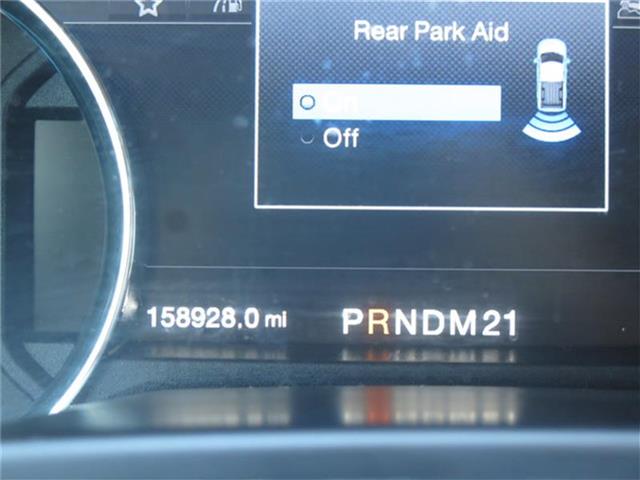 Rear Park Aid
On
Off
158928.0 mi
PRNDM21